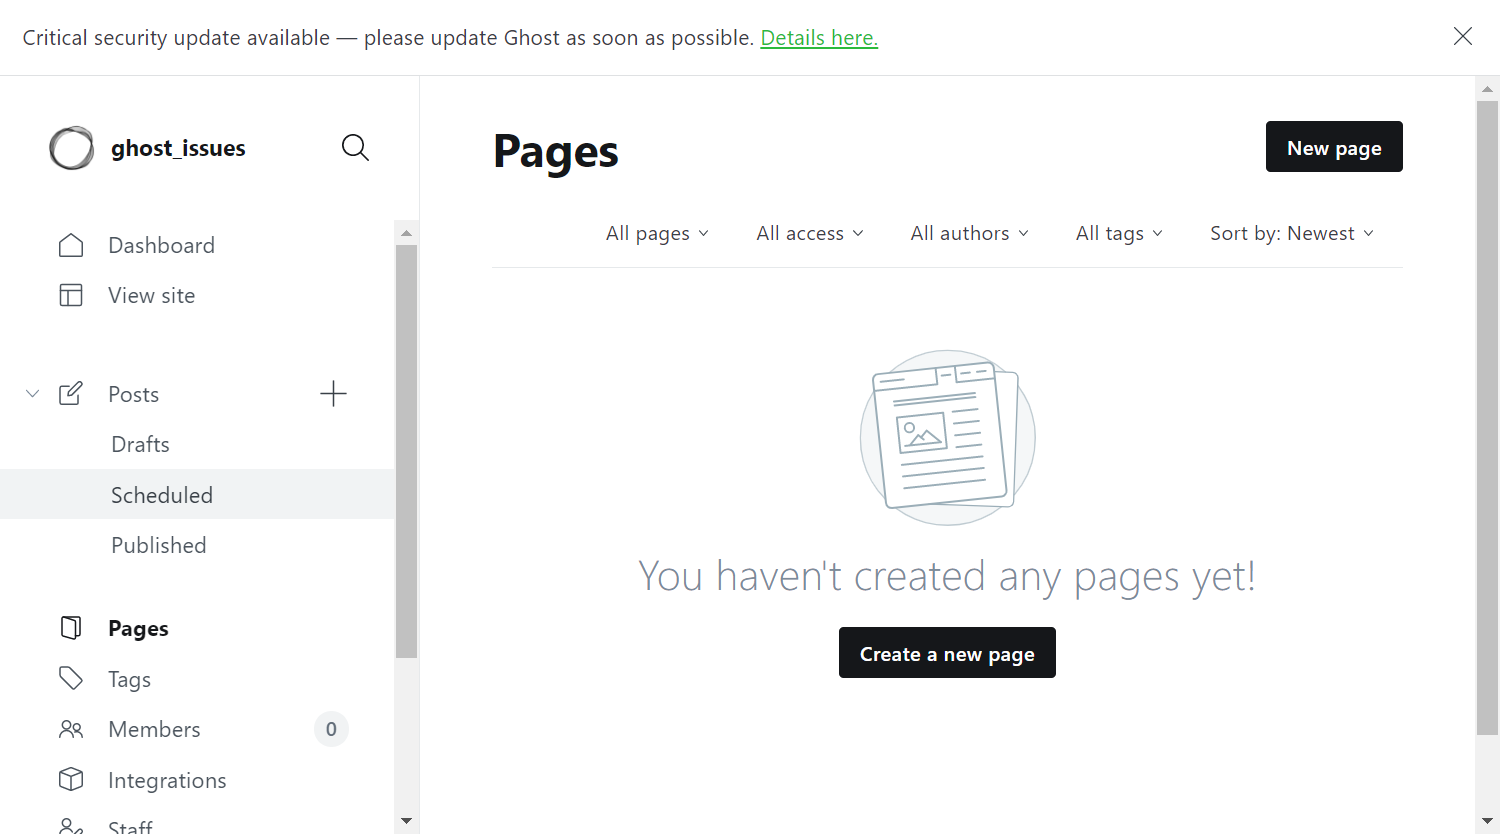 Critical security update available — please update Ghost as soon as possible. Details here.
ghost_issues
Dashboard
View site
Posts
Drafts
Scheduled
Published
Pages
Tags
Members 0
Integrations
Staff
Pages
New page
All pages All access All authors All tags Sort by: Newest
You haven't created any pages yet!
Create a new page